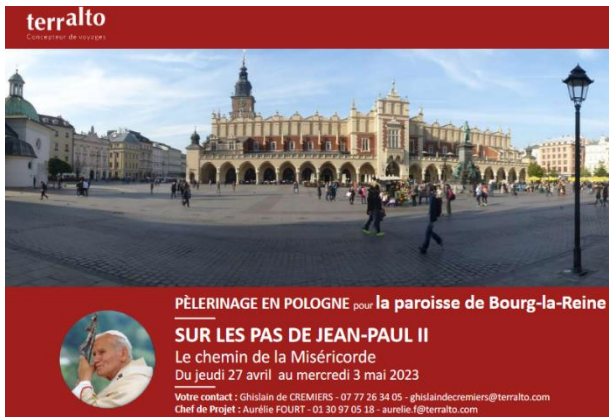 terralto
Concepteur de voyages
PÈLERINAGE EN POLOGNE pour la paroisse de Bourg-la-Reine
SUR LES PAS DE JEAN-PAUL II
Le chemin de la Miséricorde
Du jeudi 27 avril au mercredi 3 mai 2023
Votre contact : Ghislain de CREMIERS - 07 77 26 34 05 - ghislaindecremiers@terralto.com
Chef de Projet : Aurélie FOURT - 01 30 97 05 18 - aurelie.f@terralto.com